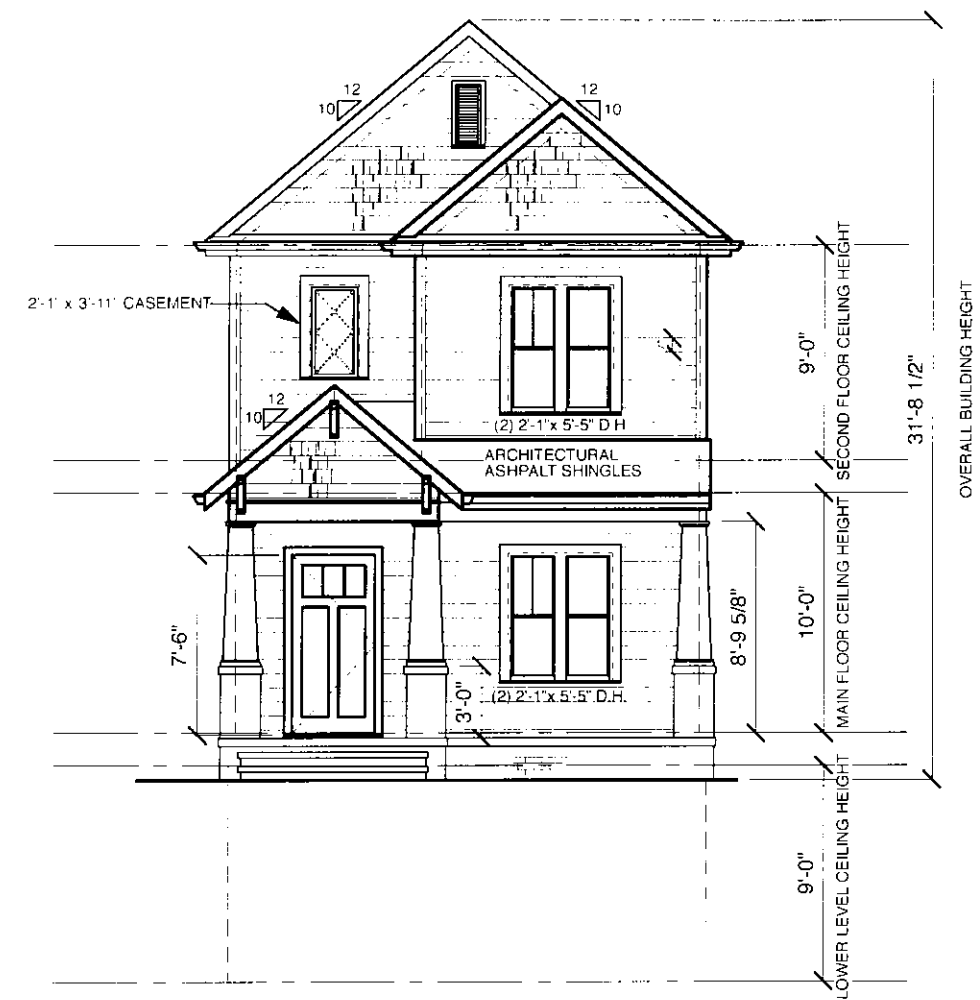 12
10
12
10
2'-1" x 3'-11" CASEMENT
12
10
(2) 2'-1"x 5'-5" D.H
ARCHITECTURAL
ASHPALT SHINGLES
9'-0"
SECOND FLOOR CEILING HEIGHT
31'-8 1/2"
OVERALL BUILDING HEIGHT
7'-6"
3'-0"
(2) 2'-1"x 5'-5" D.H.
8'-9 5/8"
10'-0"
MAIN FLOOR CEILING HEIGHT
9'-0"
LOWER LEVEL CEILING HEIGHT